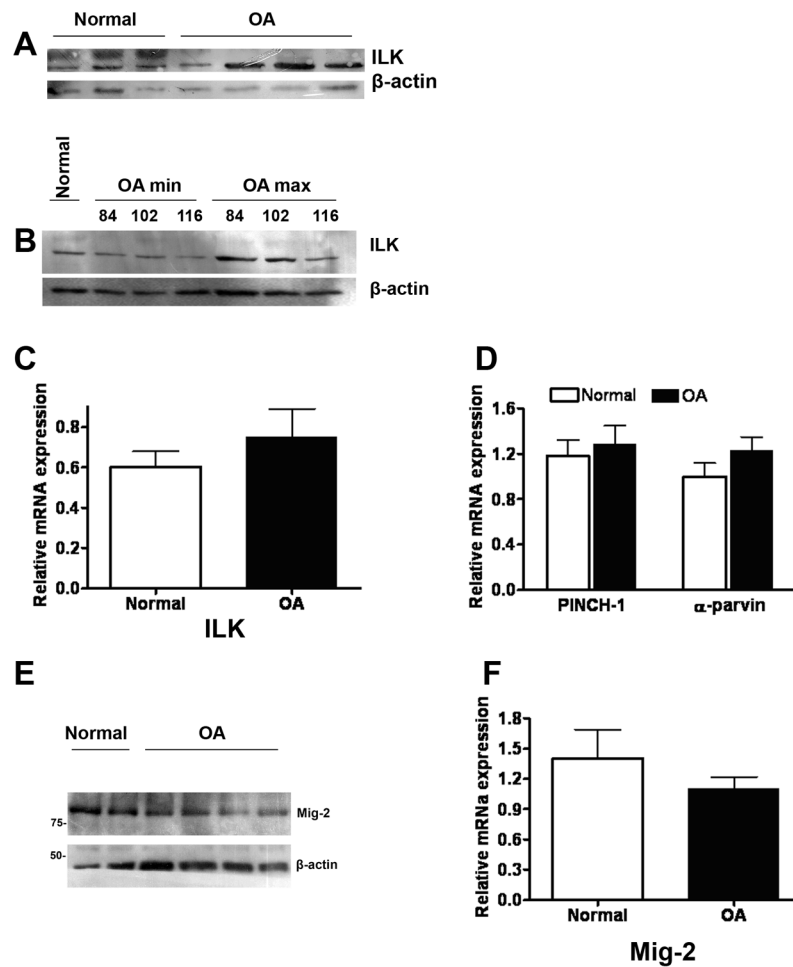 A
Normal OA
ILK
β-actin
B
Normal OA min OA max
84 102 116 84 102 116
ILK
β-actin
C
Relative mRNA expression
0.8
0.6
0.4
0.2
0.0
Normal OA
ILK
D
Normal OA
Relative mRNA expression
1.6
1.2
0.8
0.4
0.0
PINCH-1 α-parvin
E
Normal OA
Mig-2
75-
50-
β-actin
F
Relative mRNa expression
1.8
1.5
1.2
0.9
0.6
0.3
0.0
Normal OA
Mig-2